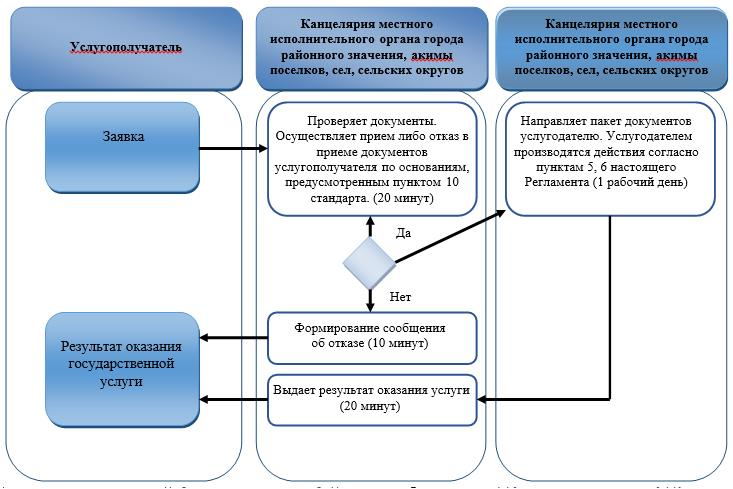 Услугополучатель
Канцелярия местного
исполнительного органа города
районного значения, акимы
поселков, сел, сельских округов
Канцелярия местного
исполнительного органа города
районного значения, акимы
поселков, сел, сельских округов
Заявка
Проверяет документы.
Осуществляет прием либо отказ в
приеме документов
услугополучателя по основаниям,
предусмотренным пунктом 10
стандарта. (20 минут)
Направляет пакет документов
услугодателю. Услугодателем
производятся действия согласно
пунктам 5, 6 настоящего
Регламента (1 рабочий день)
Да
Нет
Формирование сообщения
об отказе (10 минут)
Результат оказания
государственной
услуги
Выдает результат оказания услуги
(20 минут)